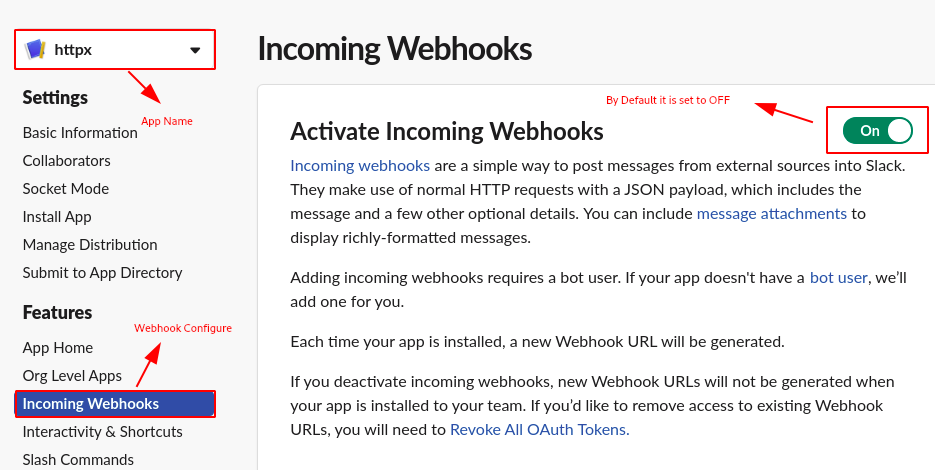 httpx
App Name
Settings
Basic Information
Collaborators
Socket Mode
Install App
Manage Distribution
Submit to App Directory
Features
Webhook Configure
App Home
Org Level Apps
Incoming Webhooks
Interactivity & Shortcuts
Slash Commands
Incoming Webhooks
By Default it is set to OFF
Activate Incoming Webhooks
On
Incoming webhooks are a simple way to post messages from external sources into Slack.
They make use of normal HTTP requests with a JSON payload, which includes the
message and a few other optional details. You can include message attachments to
display richly-formatted messages.
Adding incoming webhooks requires a bot user. If your app doesn't have a bot user, we’ll
add one for you.
Each time your app is installed, a new Webhook URL will be generated.
If you deactivate incoming webhooks, new Webhook URLs will not be generated when
your app is installed to your team. If you’d like to remove access to existing Webhook
URLs, you will need to Revoke All OAuth Tokens.